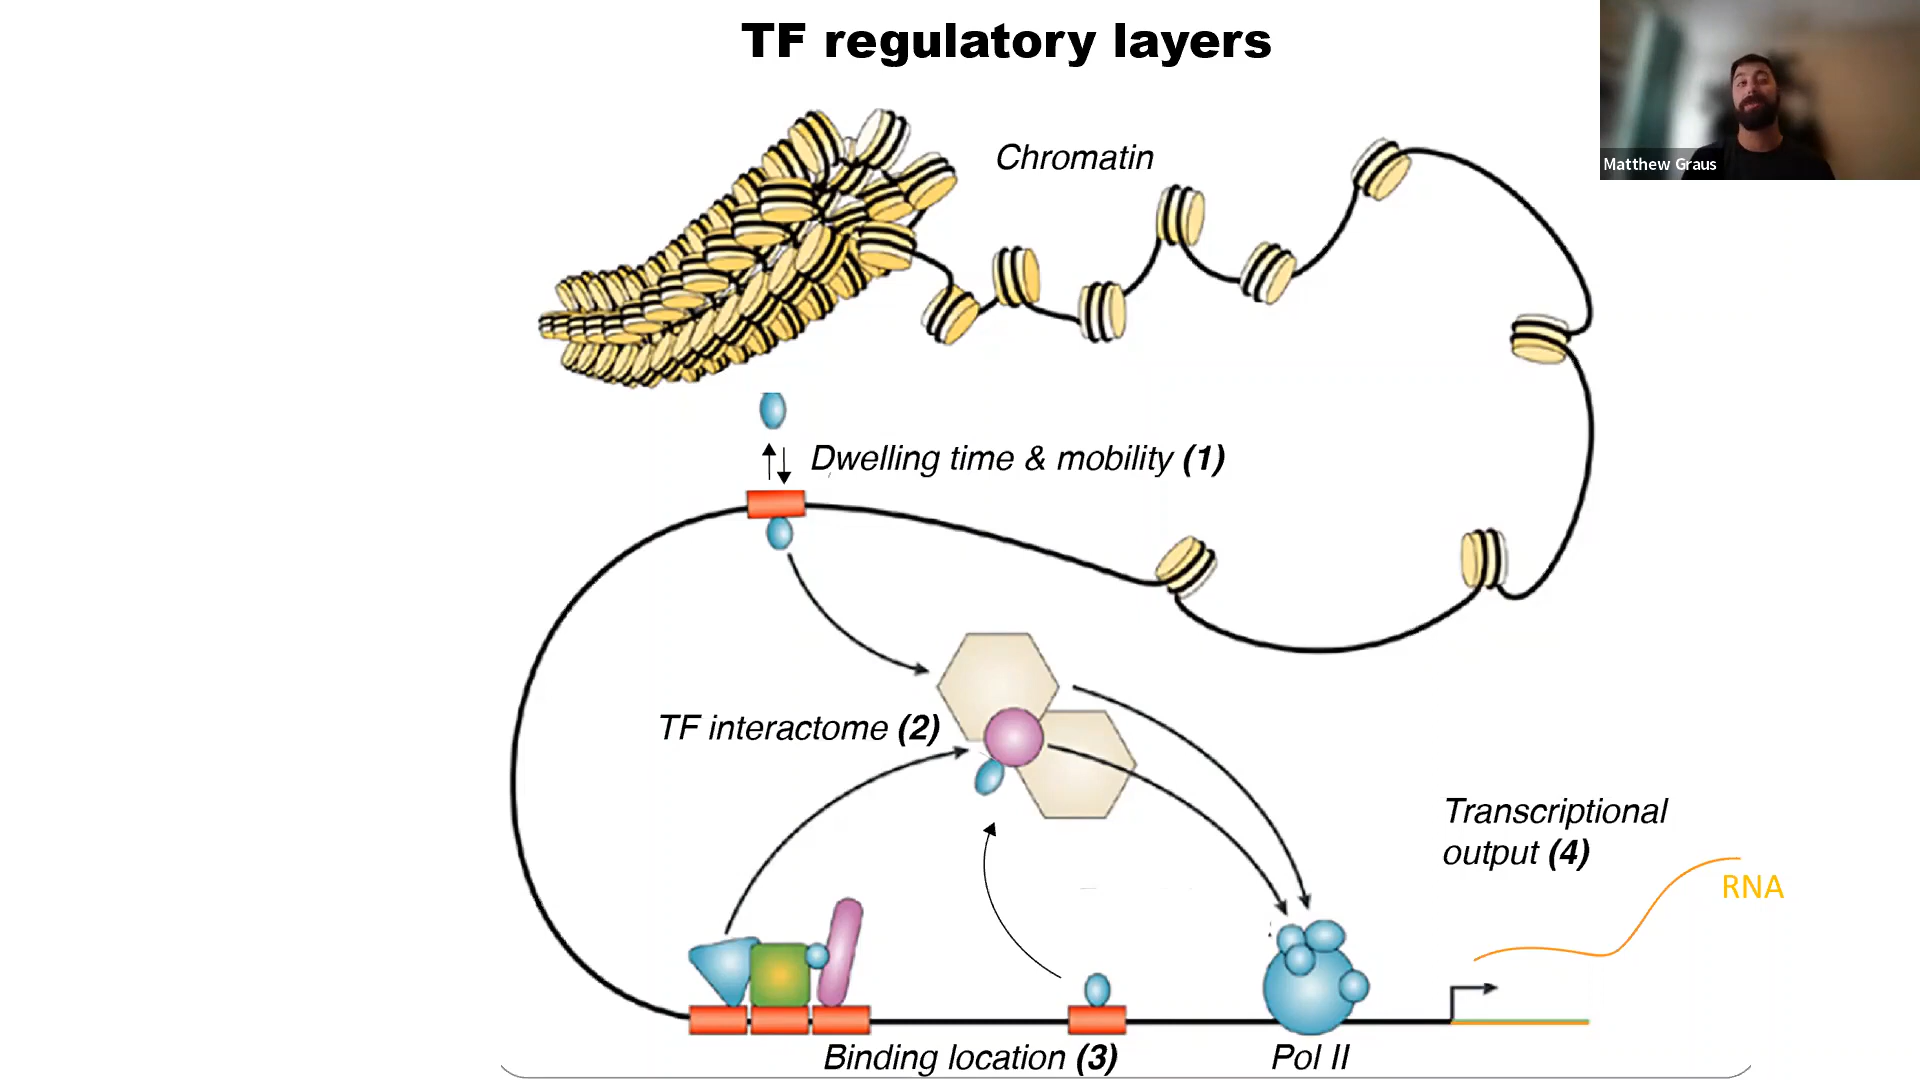 TF regulatory layers
Matthew Graus
Chromatin
Dwelling time & mobility (1)
TF interactome (2)
Transcriptional
output (4)
RNA
Binding location (3)
Pol II